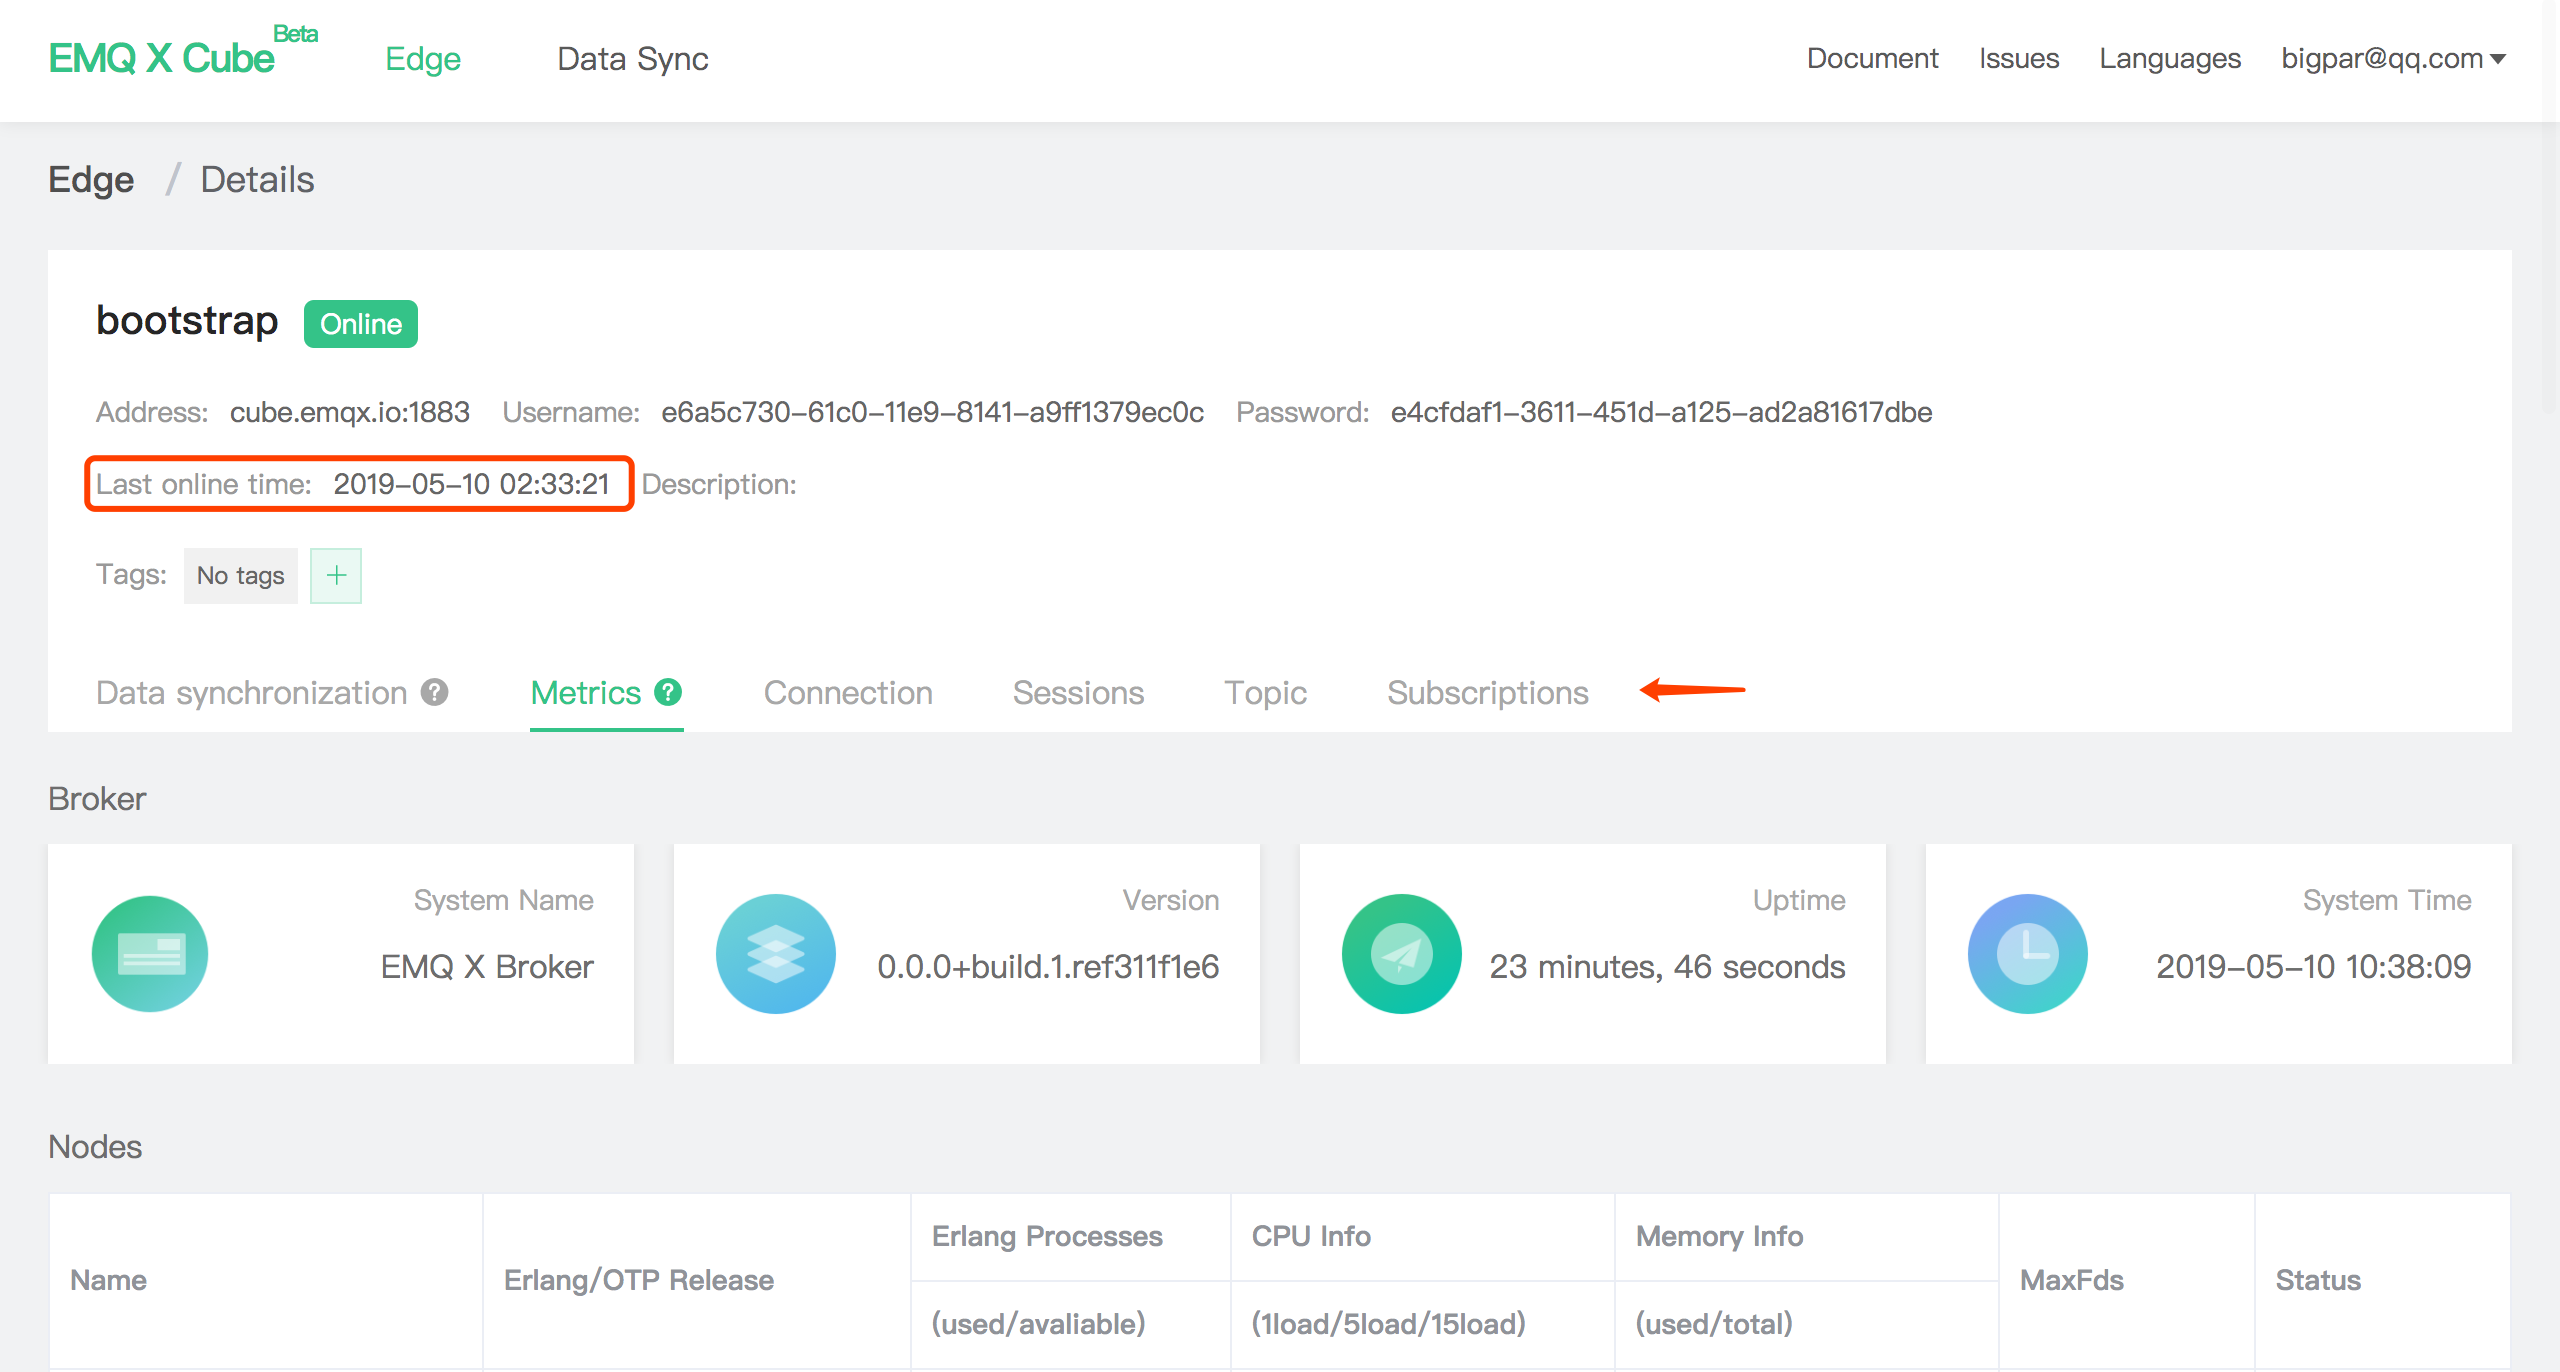 EMQ X Cube Beta Edge Data Sync Document Issues Languages bigpar@qq.com
Edge / Details
bootstrap Online
Address: cube.emqx.io:1883 Username: e6a5c730-61c0-11e9-8141-a9ff1379ec0c Password: e4cfdaf1-3611-451d-a125-ad2a81617dbe
Last online time: 2019-05-10 02:33:21 Description:
Tags: No tags +
Data synchronization ? Metrics ? Connection Sessions Topic Subscriptions
Broker
System Name
EMQ X Broker
Version
0.0.0+build.1.ref311f1e6
Uptime
23 minutes, 46 seconds
System Time
2019-05-10 10:38:09
Nodes
Name
Erlang/OTP Release
Erlang Processes
(used/avaliable)
CPU Info
(1load/5load/15load)
Memory Info
(used/total)
MaxFds
Status